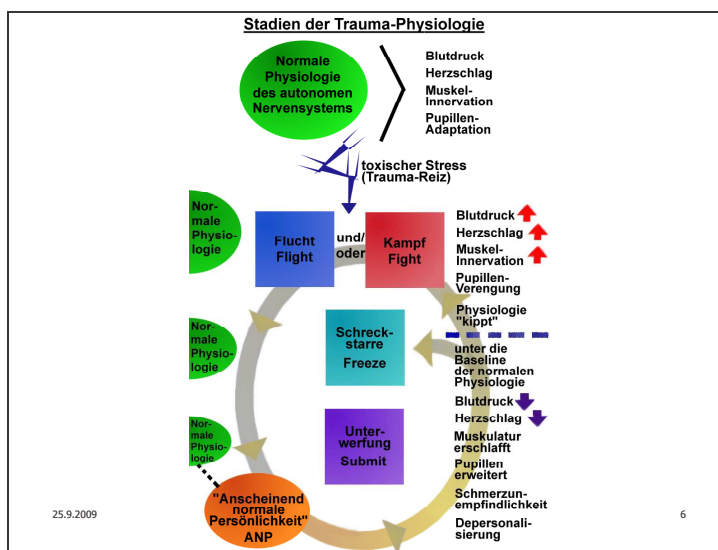 Stadien der Trauma-Physiologie
Normale
Physiologie
des autonomen
Nervensystems
Blutdruck
Herzschlag
Muskel-
Innervation
Pupillen-
Adaptation
toxischer Stress
(Trauma-Reiz)
Nor-
male
Physio-
logie
Flucht
Flight
und/
oder
Kampf
Fight
Blutdruck
Herzschlag
Muskel-
Innervation
Pupillen-
Verengung
Physiologie
"kippt"
Nor-
male
Physio-
logie
Schreck-
starre
Freeze
unter die
Baseline
der normalen
Physiologie
Blutdruck
Herzschlag
Muskulatur
erschlafft
Pupillen
erweitert
Schmerzun-
empfindlichkeit
Depersonali-
sierung
Nor-
male
Physio-
logie
Unter-
werfung
Submit
"Anscheinend
normale
Persönlichkeit"
ANP
25.9.2009
6